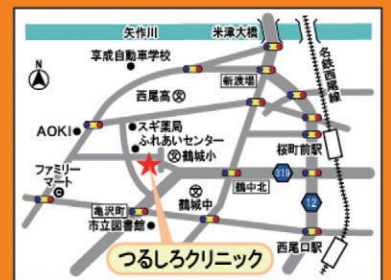 矢作川
米津大橋
享成自動車学校
新渡場
名鉄西尾線
N
西尾高 文
AOKI
スギ薬局
ふれあいセンター
文 鶴城小
桜町前駅
ファミリー
マート
C
鶴中北
319
文
鶴城中
12
亀沢町
市立図書館
西尾口駅
つるしろクリニック